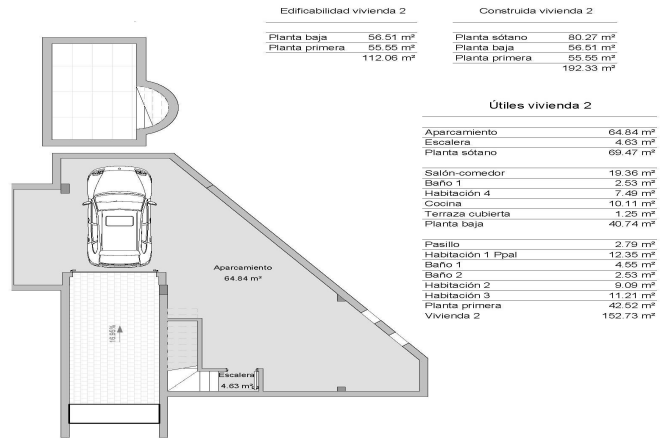 Edificabilidad vivienda 2
Planta baja 56.51 m²
Planta primera 55.55 m²
112.06 m²
Construida vivienda 2
Planta sótano 80.27 m²
Planta baja 56.51 m²
Planta primera 55.55 m²
192.33 m²
Útiles vivienda 2
Aparcamiento 64.84 m²
Escalera 4.63 m²
Planta sótano 69.47 m²
Salón-comedor 19.36 m²
Baño 1 2.53 m²
Habitación 4 7.49 m²
Cocina 10.11 m²
Terraza cubierta 1.25 m²
Planta baja 40.74 m²
Pasillo 2.79 m²
Habitación 1 Ppal 12.35 m²
Baño 1 4.55 m²
Baño 2 2.53 m²
Habitación 2 9.09 m²
Habitación 3 11.21 m²
Planta primera 42.52 m²
Vivienda 2 152.73 m²
Aparcamiento
64.84 m²
Escalera
4.63 m²